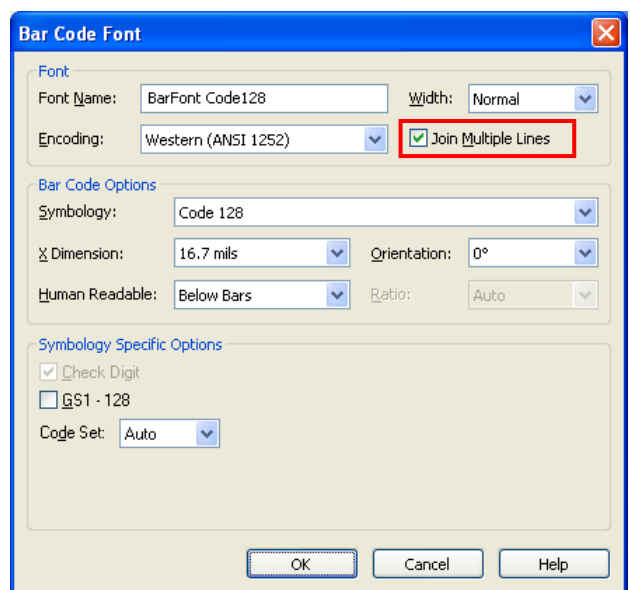 Bar Code Font
Font
Font Name: BarFont Code128 Width: Normal
Encoding: Western (ANSI 1252) Join Multiple Lines
Bar Code Options
Symbology: Code 128
X Dimension: 16.7 mils Orientation: 0°
Human Readable: Below Bars Ratio: Auto
Symbology Specific Options
Check Digit
GS1 - 128
Code Set: Auto
OK Cancel Help